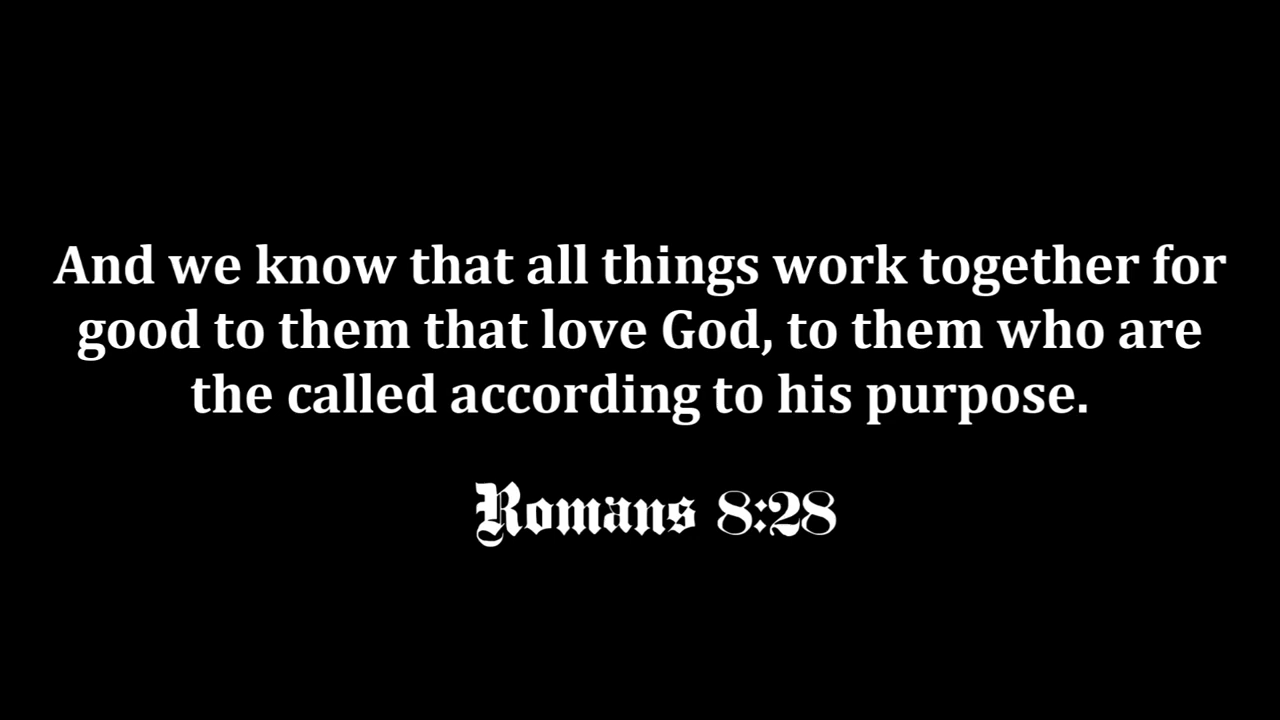 And we know that all things work together for
good to them that love God, to them who are
the called according to his purpose.
Romans 8:28